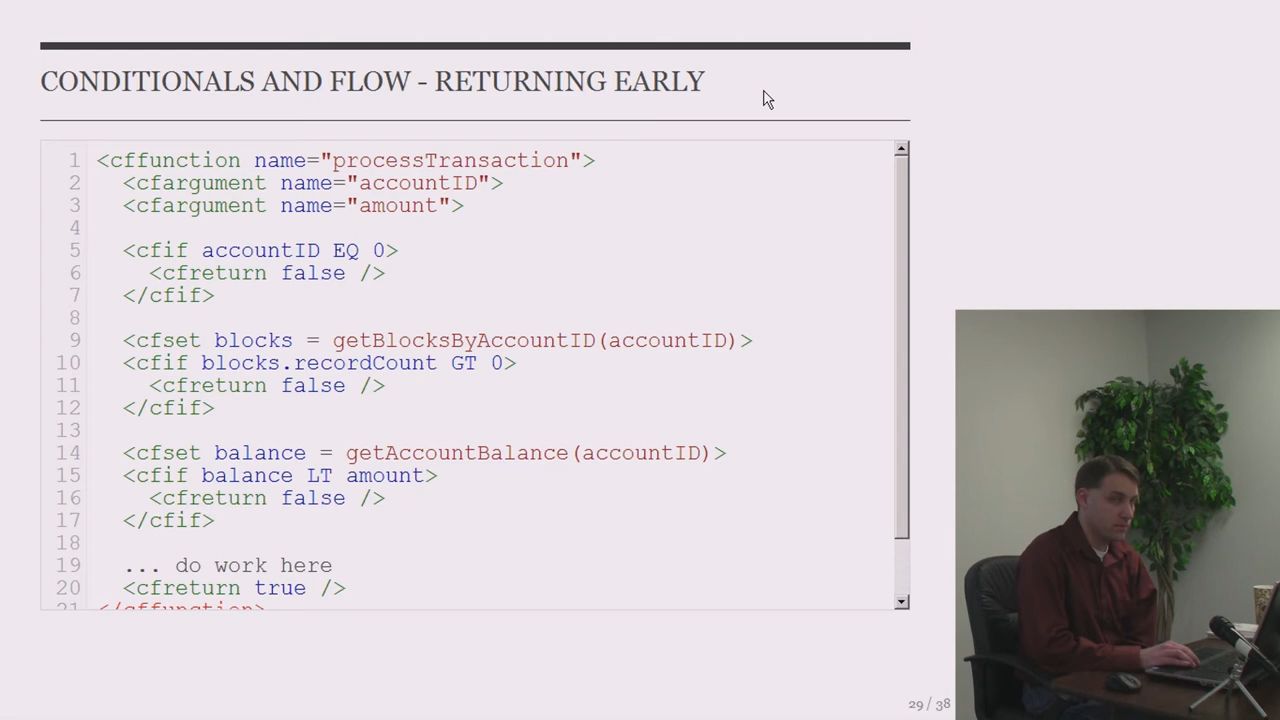 CONDITIONALS AND FLOW - RETURNING EARLY
1 <cffunction name="processTransaction">
2   <cfargument name="accountID">
3   <cfargument name="amount">
4
5   <cfif accountID EQ 0>
6     <cfreturn false />
7   </cfif>
8
9   <cfset blocks = getBlocksByAccountID(accountID)>
10   <cfif blocks.recordCount GT 0>
11     <cfreturn false />
12   </cfif>
13
14   <cfset balance = getAccountBalance(accountID)>
15   <cfif balance LT amount>
16     <cfreturn false />
17   </cfif>
18
19   ... do work here
20   <cfreturn true />
21 </cffunction>
29 / 38